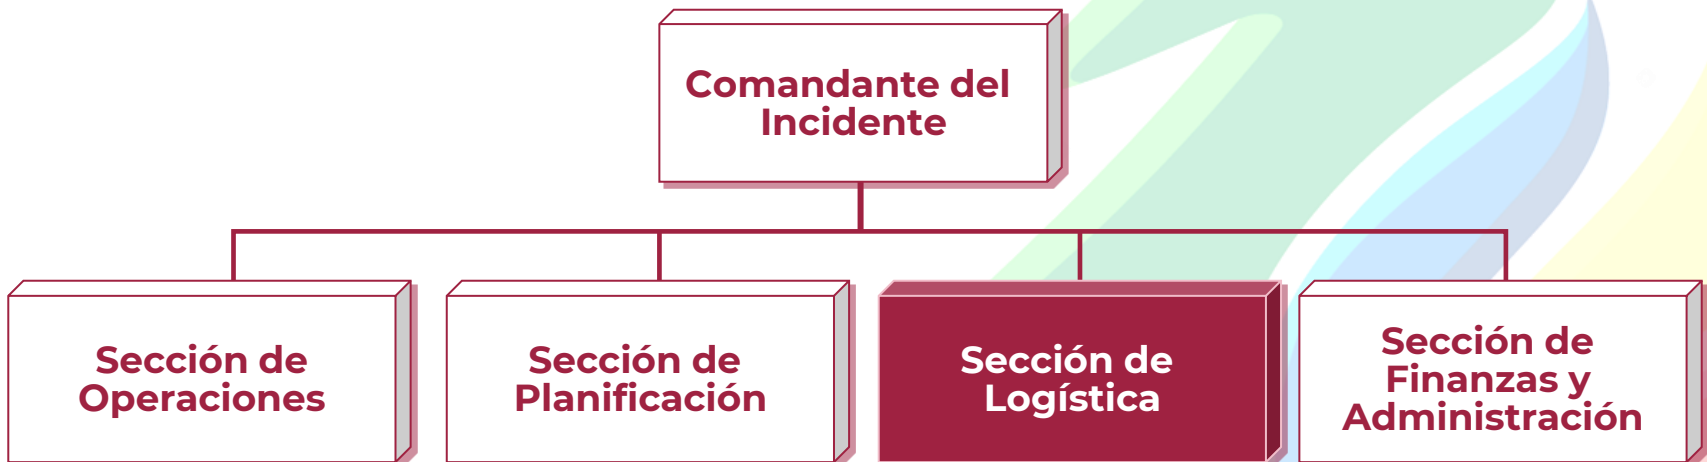 Comandante del
Incidente
Sección de
Operaciones
Sección de
Planificación
Sección de
Logística
Sección de
Finanzas y
Administración